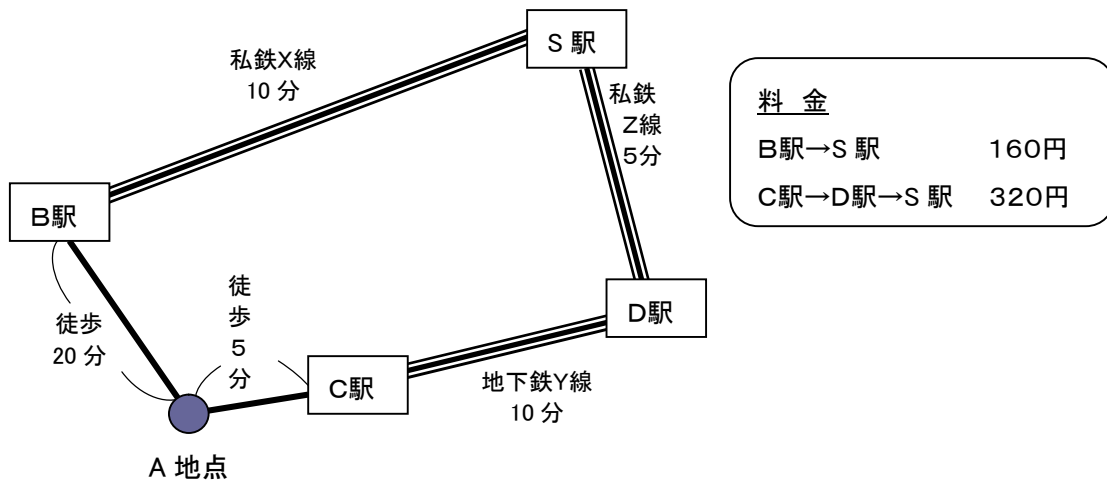 S 駅
私鉄X線
10 分
私鉄
Z線
5分
料 金
B駅→S 駅 160円
C駅→D駅→S 駅 320円
B駅
徒歩
20 分
徒
歩
5
分
C駅
D駅
地下鉄Y線
10 分
A 地点